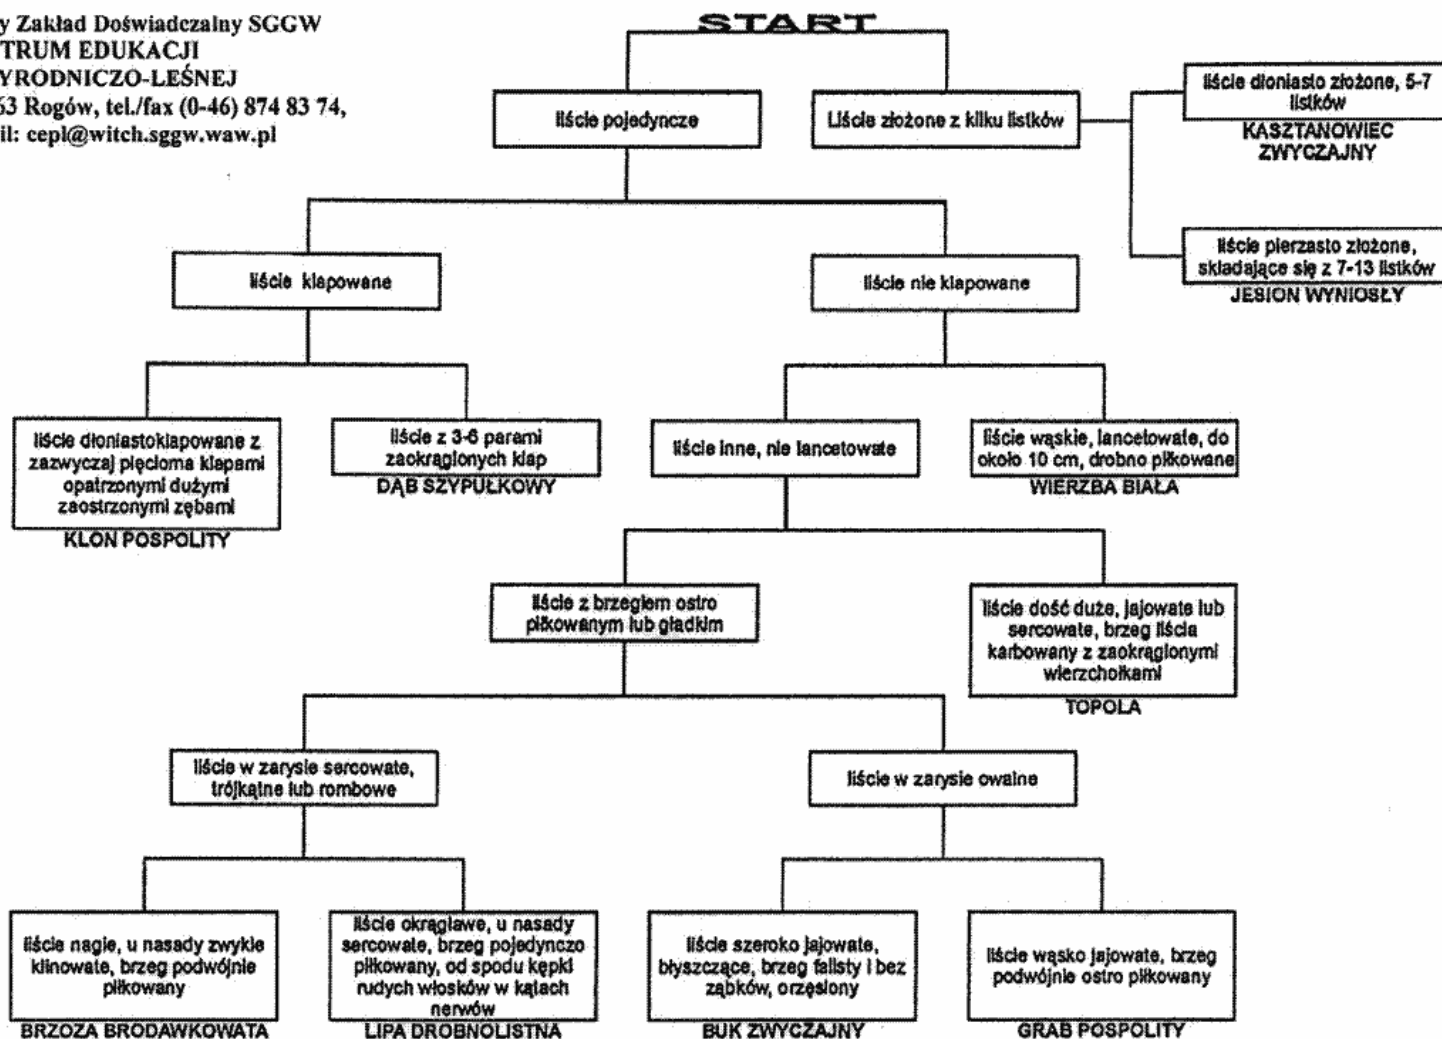 y Zakład Doświadczalny SGGW
TRUM EDUKACJI
YRODNICZO-LEŚNEJ
63 Rogów, tel./fax (0-46) 874 83 74,
il: cepl@witch.sggw.waw.pl
START
liście pojedyncze
Liście złożone z kilku listków
liście dłoniasto złożone, 5-7
listków
KASZTANOWIEC
ZWYCZAJNY
liście pierzasto złożone,
składające się z 7-13 listków
JESION WYNIOSŁY
liście klapowane
liście nie klapowane
liście dłoniastoklapowane z
zazwyczaj pięcioma klapami
opatrzonymi dużymi
zaostrzonymi zębami
KLON POSPOLITY
liście z 3-6 parami
zaokrąglonych klap
DĄB SZYPUŁKOWY
liście inne, nie lancetowate
liście wąskie, lancetowate, do
około 10 cm, drobno piłkowane
WIERZBA BIAŁA
liście z brzegiem ostro
piłkowanym lub gładkim
liście dość duże, jajowate lub
sercowate, brzeg liścia
karbowany z zaokrąglonymi
wierzchołkami
TOPOLA
liście w zarysie sercowate,
trójkątne lub rombowe
liście w zarysie owalne
liście nagie, u nasady zwykle
klinowate, brzeg podwójnie
piłkowany
BRZOZA BRODAWKOWATA
liście okrągławe, u nasady
sercowate, brzeg pojedynczo
piłkowany, od spodu kępki
rudych włosków w kątach
nerwów
LIPA DROBNOLISTNA
liście szeroko jajowate,
błyszczące, brzeg falisty i bez
ząbków, orzęsiony
BUK ZWYCZAJNY
liście wąsko jajowate, brzeg
podwójnie ostro piłkowany
GRAB POSPOLITY